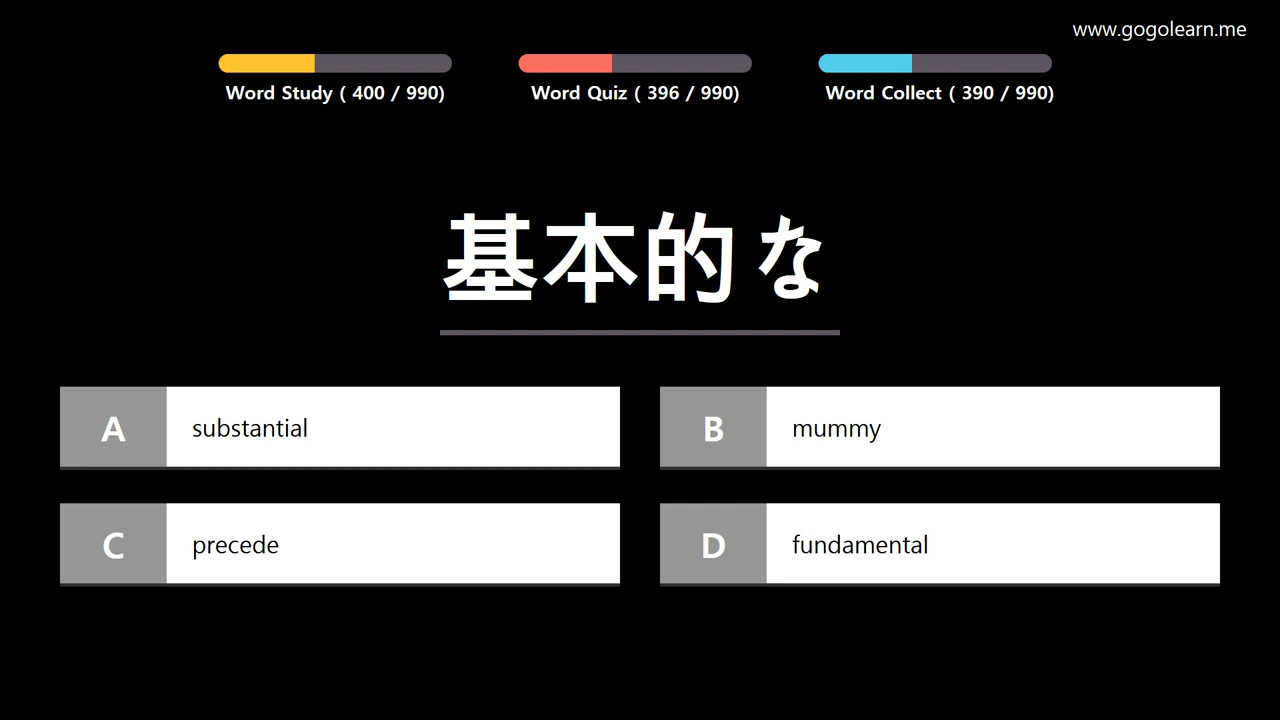 www.gogolearn.me
Word Study ( 400 / 990)
Word Quiz ( 396 / 990)
Word Collect ( 390 / 990)
基本的な
A
substantial
B
mummy
C
precede
D
fundamental